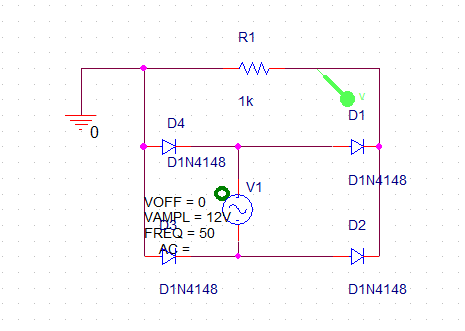 R1
1k
V
0
D4
D1
D1N4148
D1N4148
V1
VOFF = 0
VAMPL = 12V
D3
D2
FREQ = 50
AC =
D1N4148
D1N4148